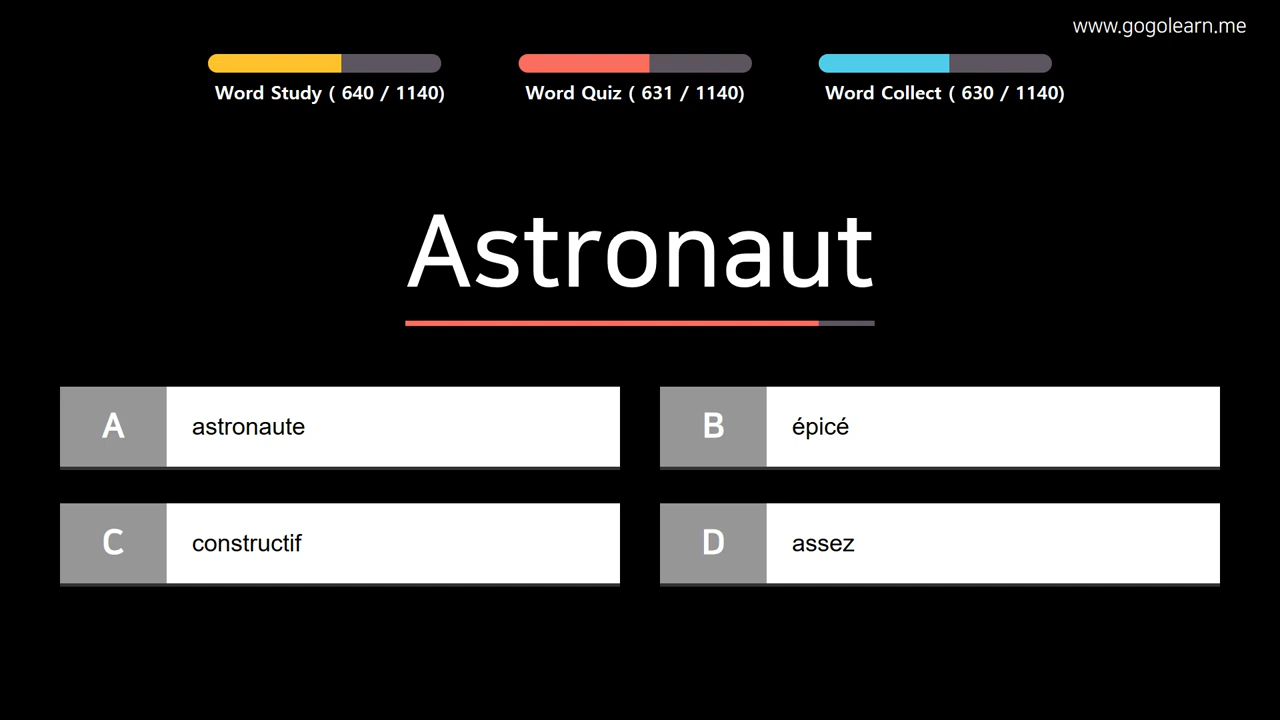 www.gogolearn.me
Word Study ( 640 / 1140)
Word Quiz ( 631 / 1140)
Word Collect ( 630 / 1140)
Astronaut
A
astronaute
B
épicé
C
constructif
D
assez